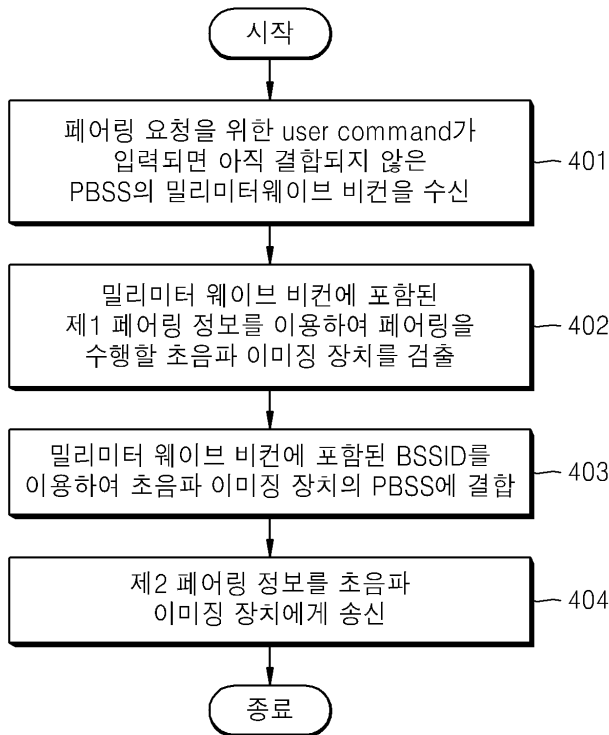 시작
페어링 요청을 위한 user command가
입력되면 아직 결합되지 않은
PBSS의 밀리미터웨이브 비컨을 수신
401
밀리미터 웨이브 비컨에 포함된
제1 페어링 정보를 이용하여 페어링을
수행할 초음파 이미징 장치를 검출
402
밀리미터 웨이브 비컨에 포함된 BSSID를
이용하여 초음파 이미징 장치의 PBSS에 결합
403
제2 페어링 정보를 초음파
이미징 장치에게 송신
404
종료